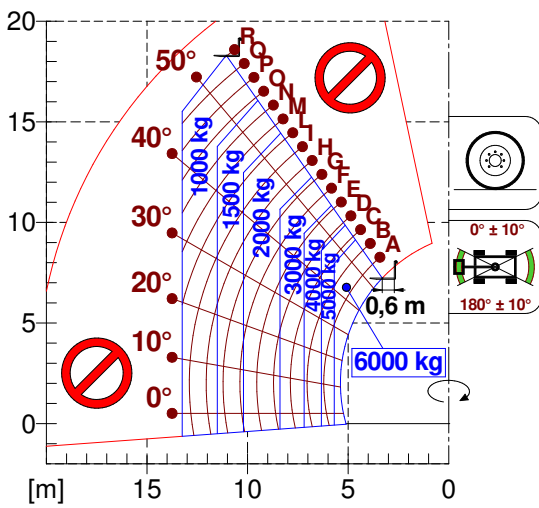 20
15
10
5
0
[m]
15
10
5
0
50°
40°
30°
20°
10°
0°
R
Q
P
O
N
M
L
I
H
G
F
E
D
C
B
A
1000 kg
1500 kg
2000 kg
3000 kg
4000 kg
5000 kg
6000 kg
0,6 m
0° ± 10°
180° ± 10°